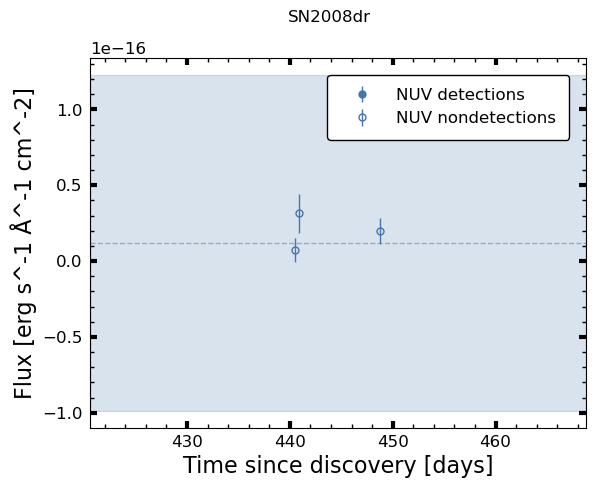 SN2008dr
1e−16
NUV detections
NUV nondetections
1.0
0.5
0.0
−0.5
−1.0
Flux [erg s^-1 Å^-1 cm^-2]
430 440 450 460
Time since discovery [days]